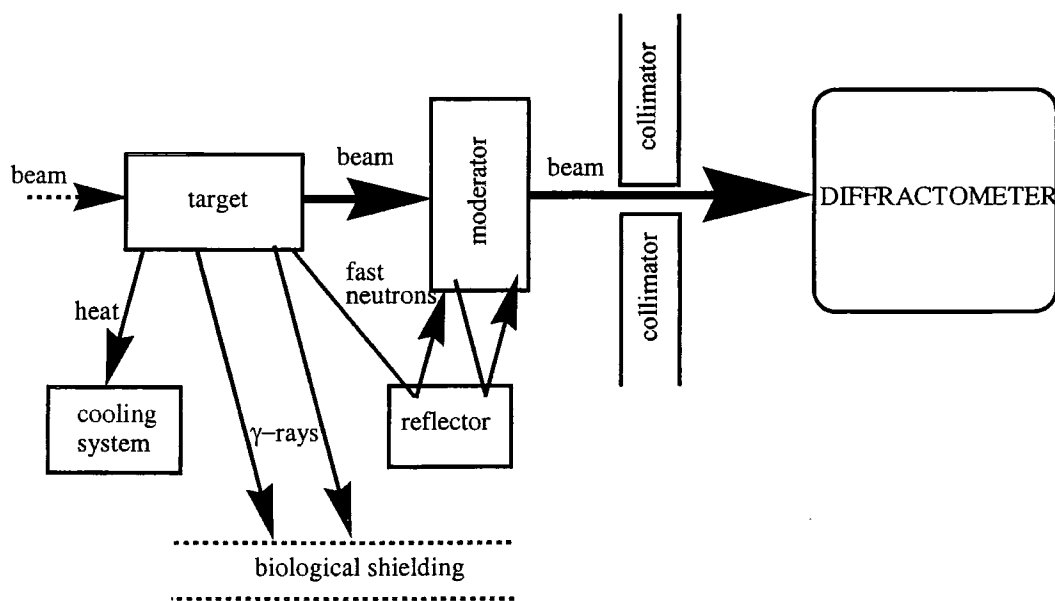 beam
target
beam
moderator
beam
collimator
collimator
DIFFRACTOMETER
heat
fast
neutrons
cooling
system
γ-rays
reflector
biological shielding